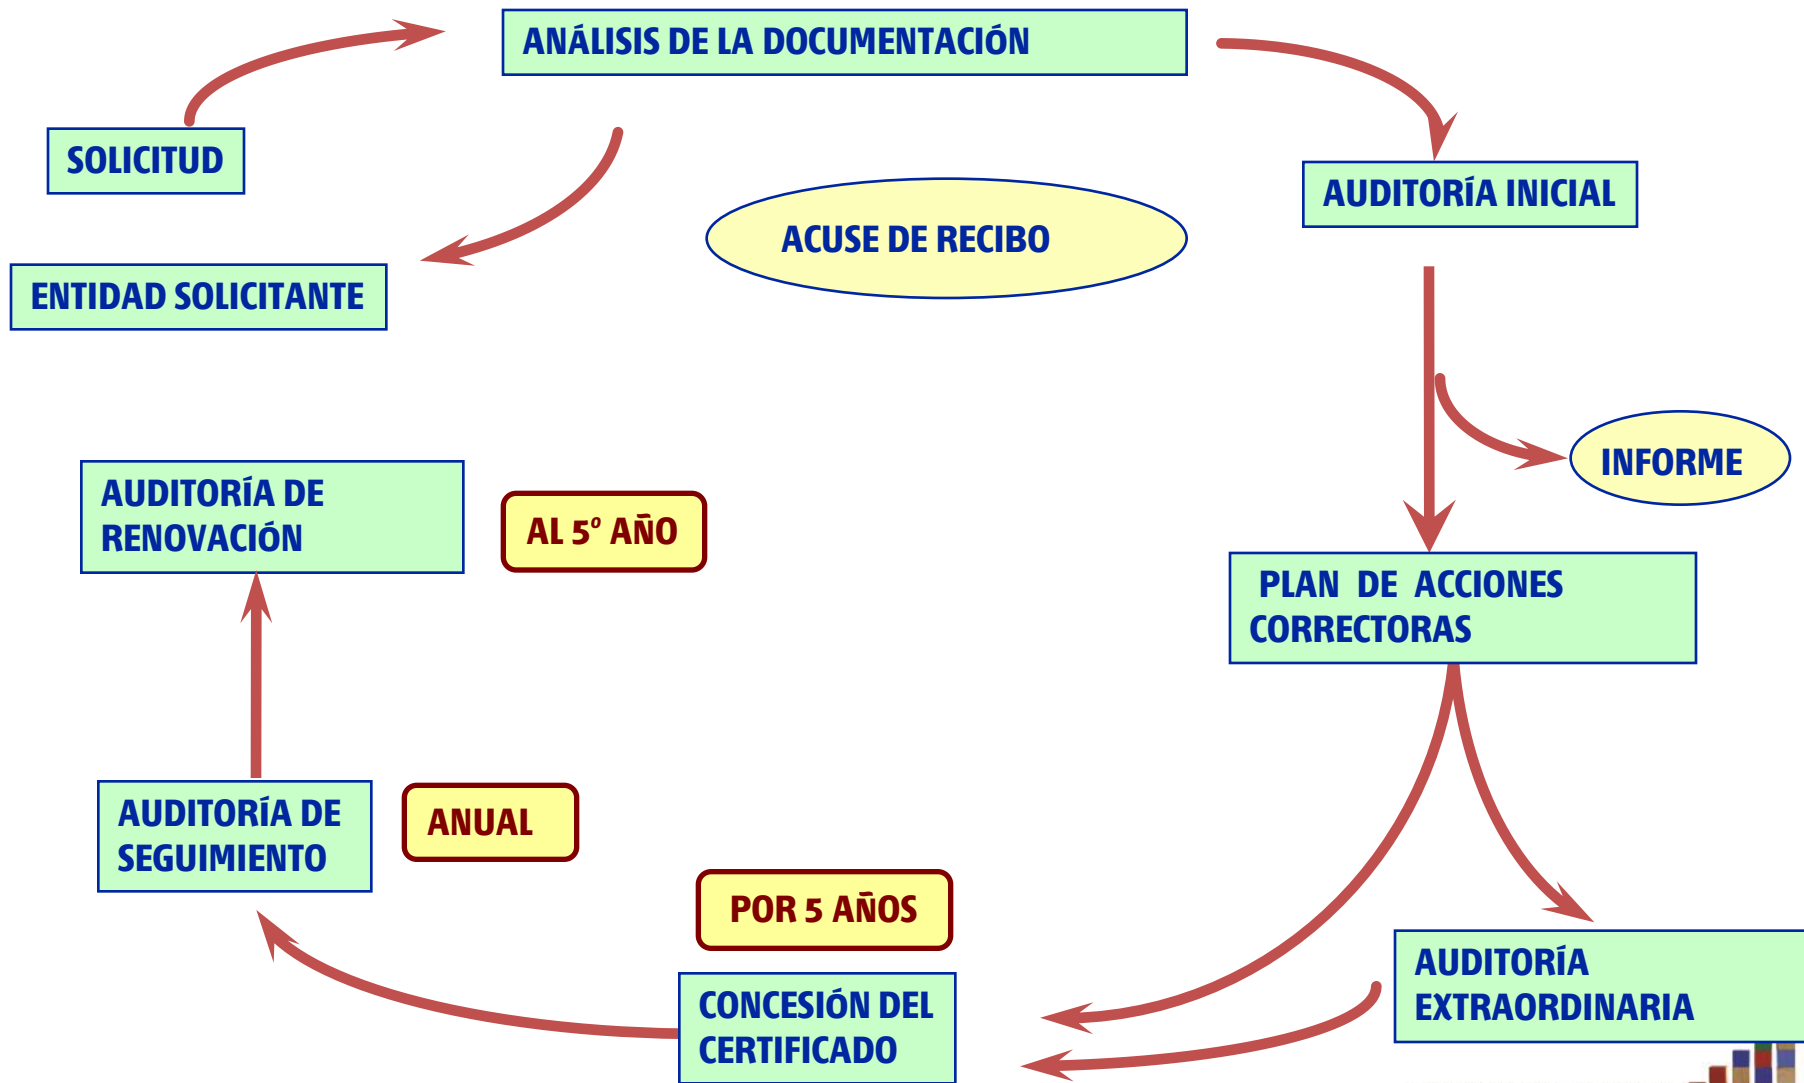 ANÁLISIS DE LA DOCUMENTACIÓN
SOLICITUD
AUDITORÍA INICIAL
ACUSE DE RECIBO
ENTIDAD SOLICITANTE
INFORME
AUDITORÍA DE
RENOVACIÓN
AL 5º AÑO
PLAN DE ACCIONES
CORRECTORAS
AUDITORÍA DE
SEGUIMIENTO
ANUAL
POR 5 AÑOS
CONCESIÓN DEL
CERTIFICADO
AUDITORÍA
EXTRAORDINARIA